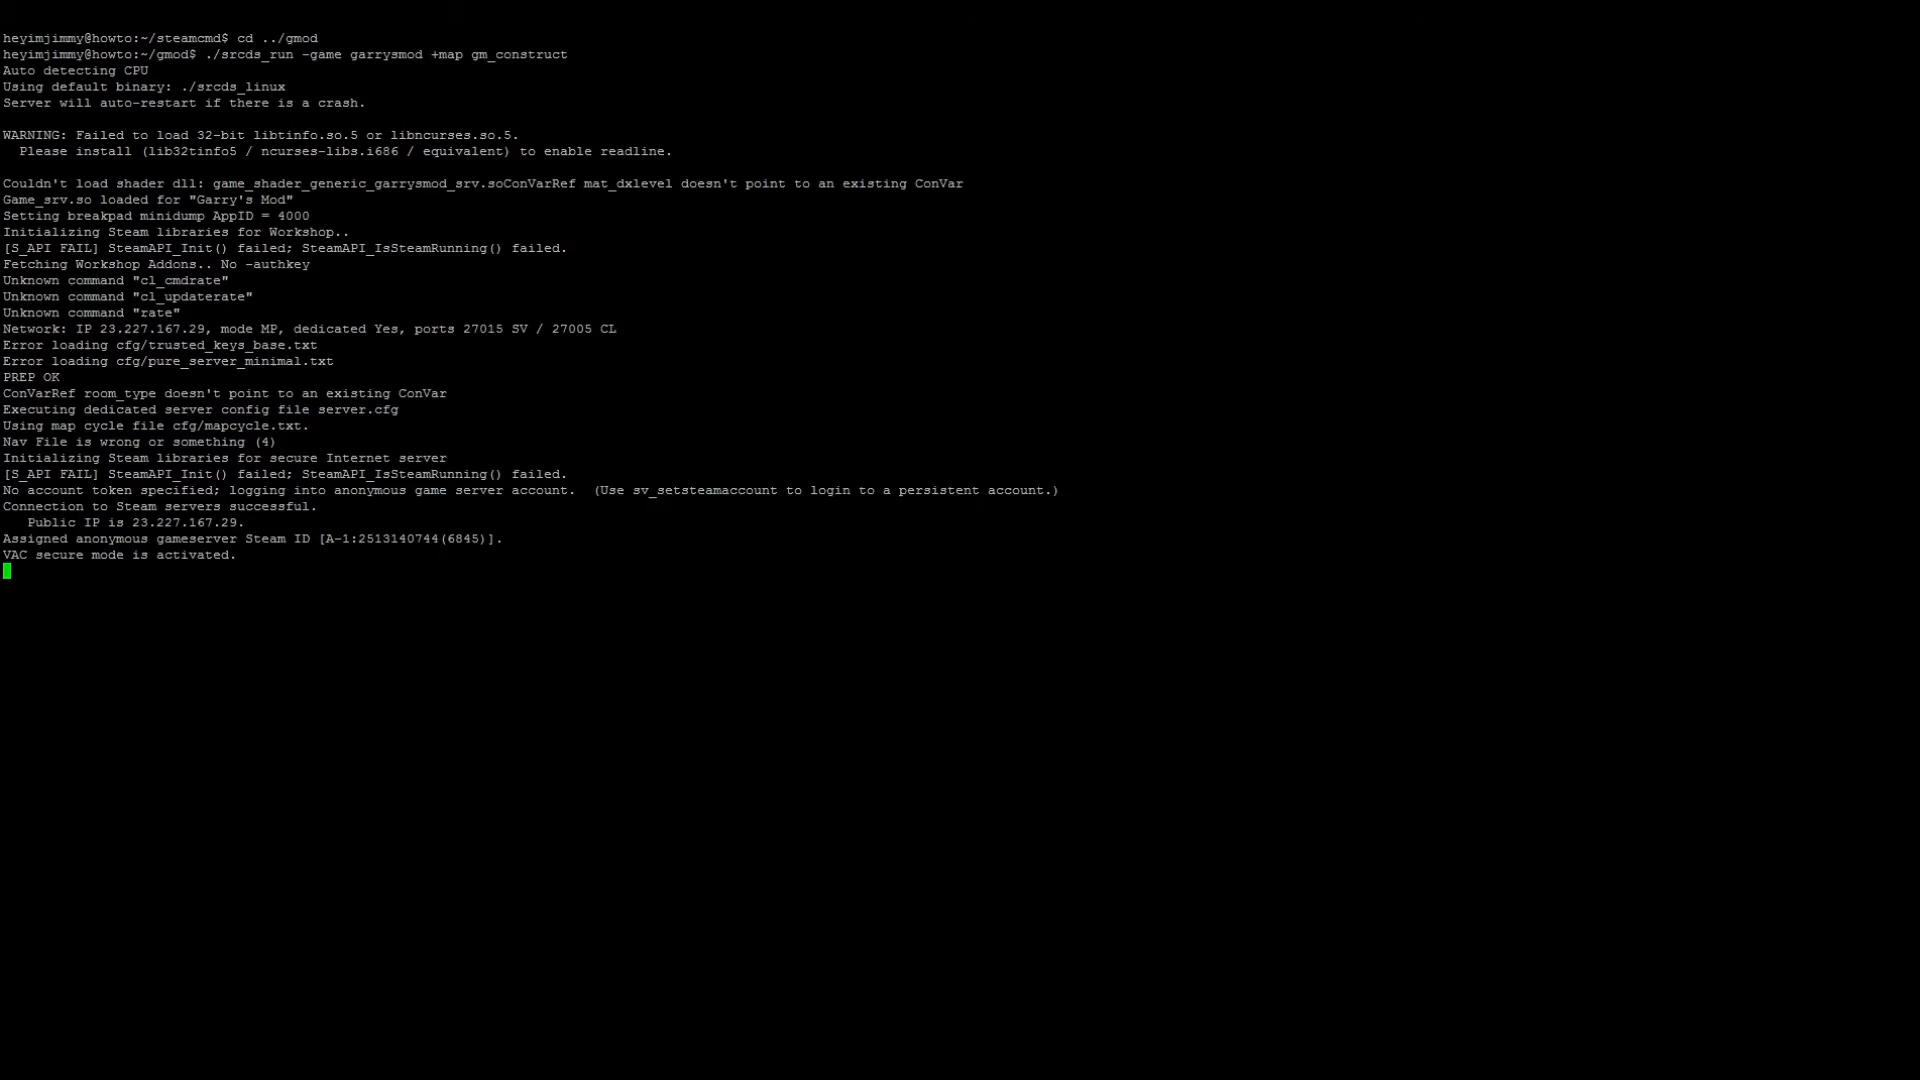 heyimjimmy@howto:~/steamcmd$ cd ../gmod
heyimjimmy@howto:~/gmod$ ./srcds_run -game garrysmod +map gm_construct
Auto detecting CPU
Using default binary: ./srcds_linux
Server will auto-restart if there is a crash.
WARNING: Failed to load 32-bit libtinfo.so.5 or libncurses.so.5.
Please install (lib32tinfo5 / ncurses-libs.i686 / equivalent) to enable readline.
Couldn't load shader dll: game_shader_generic_garrysmod_srv.soConVarRef mat_dxlevel doesn't point to an existing ConVar
Game_srv.so loaded for "Garry's Mod"
Setting breakpad minidump AppID = 4000
Initializing Steam libraries for Workshop..
[S_API FAIL] SteamAPI_Init() failed; SteamAPI_IsSteamRunning() failed.
Fetching Workshop Addons.. No -authkey
Unknown command "cl_cmdrate"
Unknown command "cl_updaterate"
Unknown command "rate"
Network: IP 23.227.167.29, mode MP, dedicated Yes, ports 27015 SV / 27005 CL
Error loading cfg/trusted_keys_base.txt
Error loading cfg/pure_server_minimal.txt
PREP OK
ConVarRef room_type doesn't point to an existing ConVar
Executing dedicated server config file server.cfg
Using map cycle file cfg/mapcycle.txt.
Nav File is wrong or something (4)
Initializing Steam libraries for secure Internet server
[S_API FAIL] SteamAPI_Init() failed; SteamAPI_IsSteamRunning() failed.
No account token specified; logging into anonymous game server account.  (Use sv_setsteamaccount to login to a persistent account.)
Connection to Steam servers successful.
Public IP is 23.227.167.29.
Assigned anonymous gameserver Steam ID [A-1:2513140744(6845)].
VAC secure mode is activated.